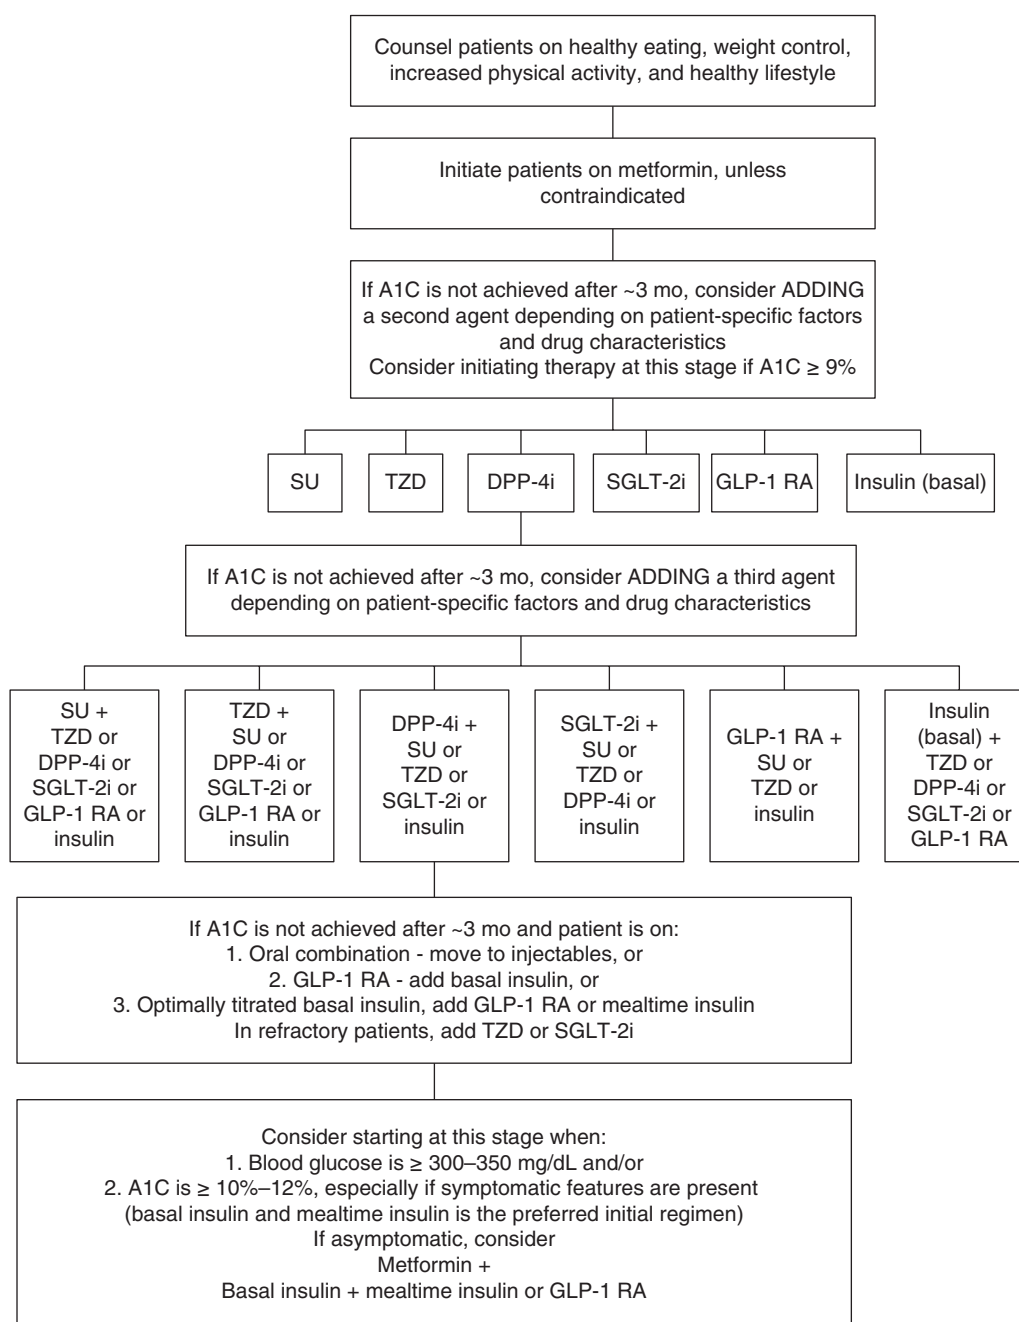 Counsel patients on healthy eating, weight control,
increased physical activity, and healthy lifestyle
Initiate patients on metformin, unless
contraindicated
If A1C is not achieved after ~3 mo, consider ADDING
a second agent depending on patient-specific factors
and drug characteristics
Consider initiating therapy at this stage if A1C ≥ 9%
SU
TZD
DPP-4i
SGLT-2i
GLP-1 RA
Insulin (basal)
If A1C is not achieved after ~3 mo, consider ADDING a third agent
depending on patient-specific factors and drug characteristics
SU +
TZD or
DPP-4i or
SGLT-2i or
GLP-1 RA or
insulin
TZD +
SU or
DPP-4i or
SGLT-2i or
GLP-1 RA or
insulin
DPP-4i +
SU or
TZD or
SGLT-2i or
insulin
SGLT-2i +
SU or
TZD or
DPP-4i or
insulin
GLP-1 RA +
SU or
TZD or
insulin
Insulin
(basal) +
TZD or
DPP-4i or
SGLT-2i or
GLP-1 RA
If A1C is not achieved after ~3 mo and patient is on:
1. Oral combination - move to injectables, or
2. GLP-1 RA - add basal insulin, or
3. Optimally titrated basal insulin, add GLP-1 RA or mealtime insulin
In refractory patients, add TZD or SGLT-2i
Consider starting at this stage when:
1. Blood glucose is ≥ 300–350 mg/dL and/or
2. A1C is ≥ 10%–12%, especially if symptomatic features are present
(basal insulin and mealtime insulin is the preferred initial regimen)
If asymptomatic, consider
Metformin +
Basal insulin + mealtime insulin or GLP-1 RA